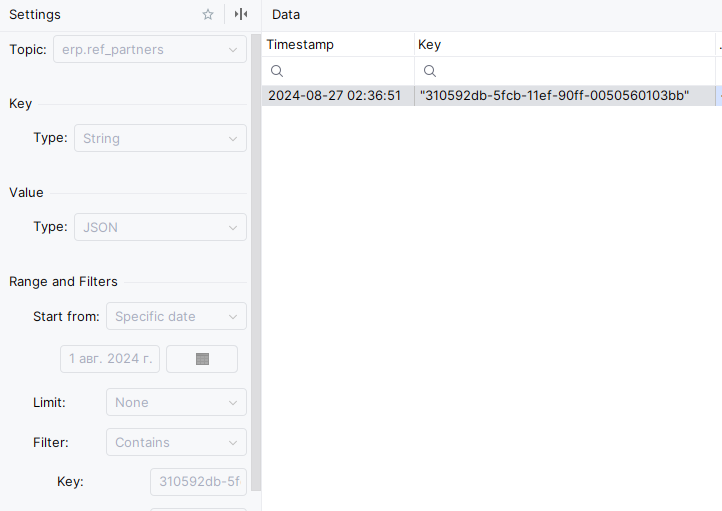 Settings
Topic: erp.ref_partners
Key
Type: String
Value
Type: JSON
Range and Filters
Start from: Specific date
1 авг. 2024 г.
Limit: None
Filter: Contains
Key: 310592db-5f
Data
Timestamp Key
2024-08-27 02:36:51 "310592db-5fcb-11ef-90ff-0050560103bb"